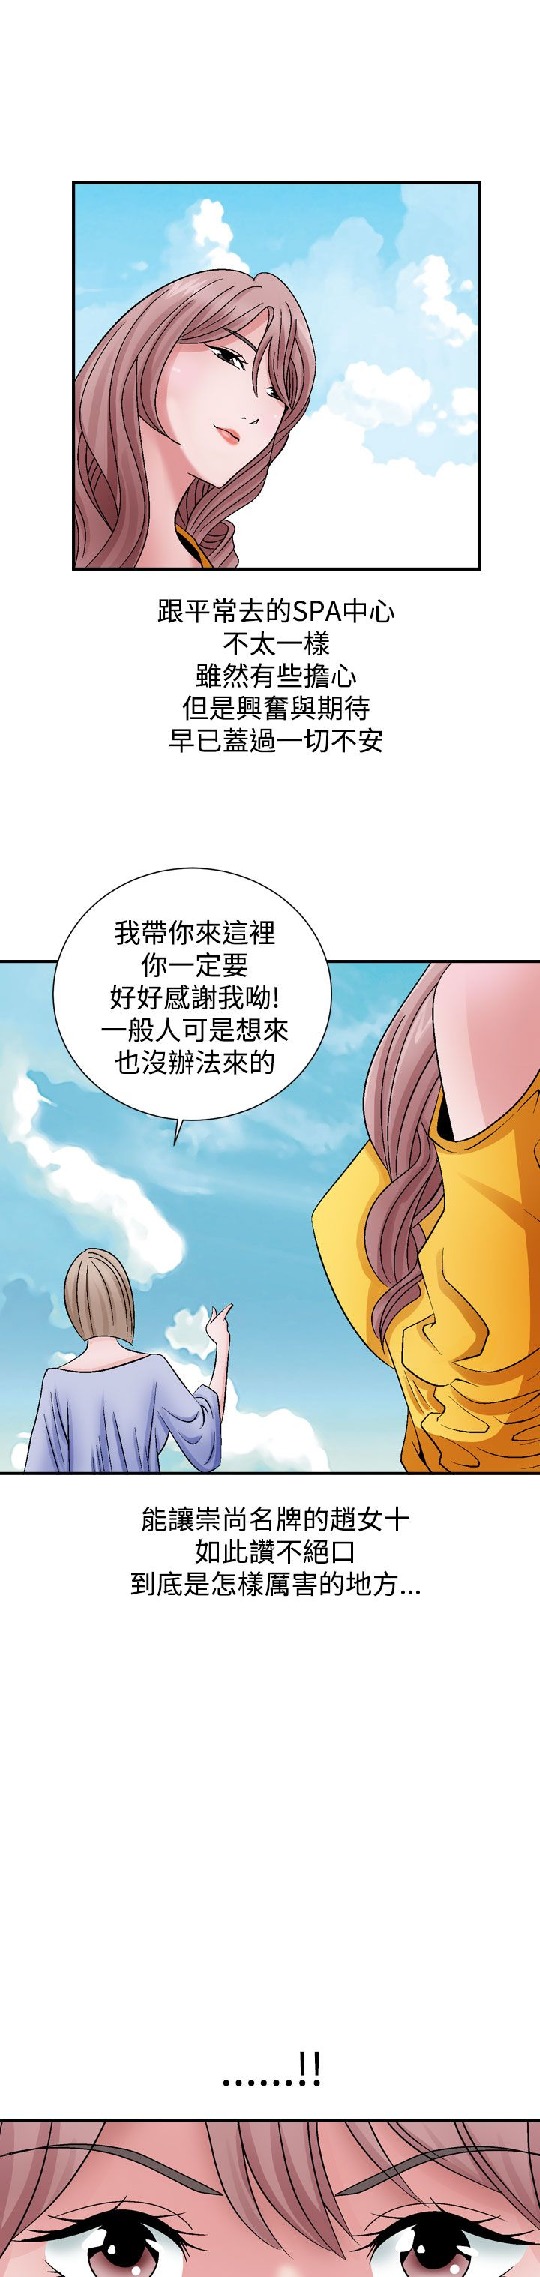 跟平常去的SPA中心
不太一樣
雖然有些擔心
但是興奮與期待
早已蓋過一切不安
我帶你來這裡
你一定要
好好感謝我呦!
一般人可是想來
也沒辦法來的
能讓崇尚名牌的趙女十
如此讚不絕口
到底是怎樣厲害的地方...
......!!